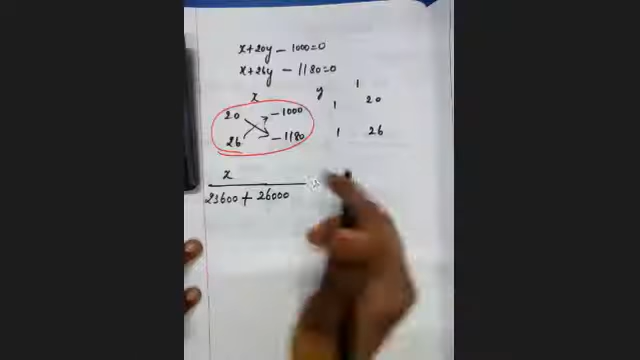 x+20y - 1000=0
x+26y - 1180=0
x y 1
20 -1000 1 20
26 -1180 1 26
x
23600 + 26000